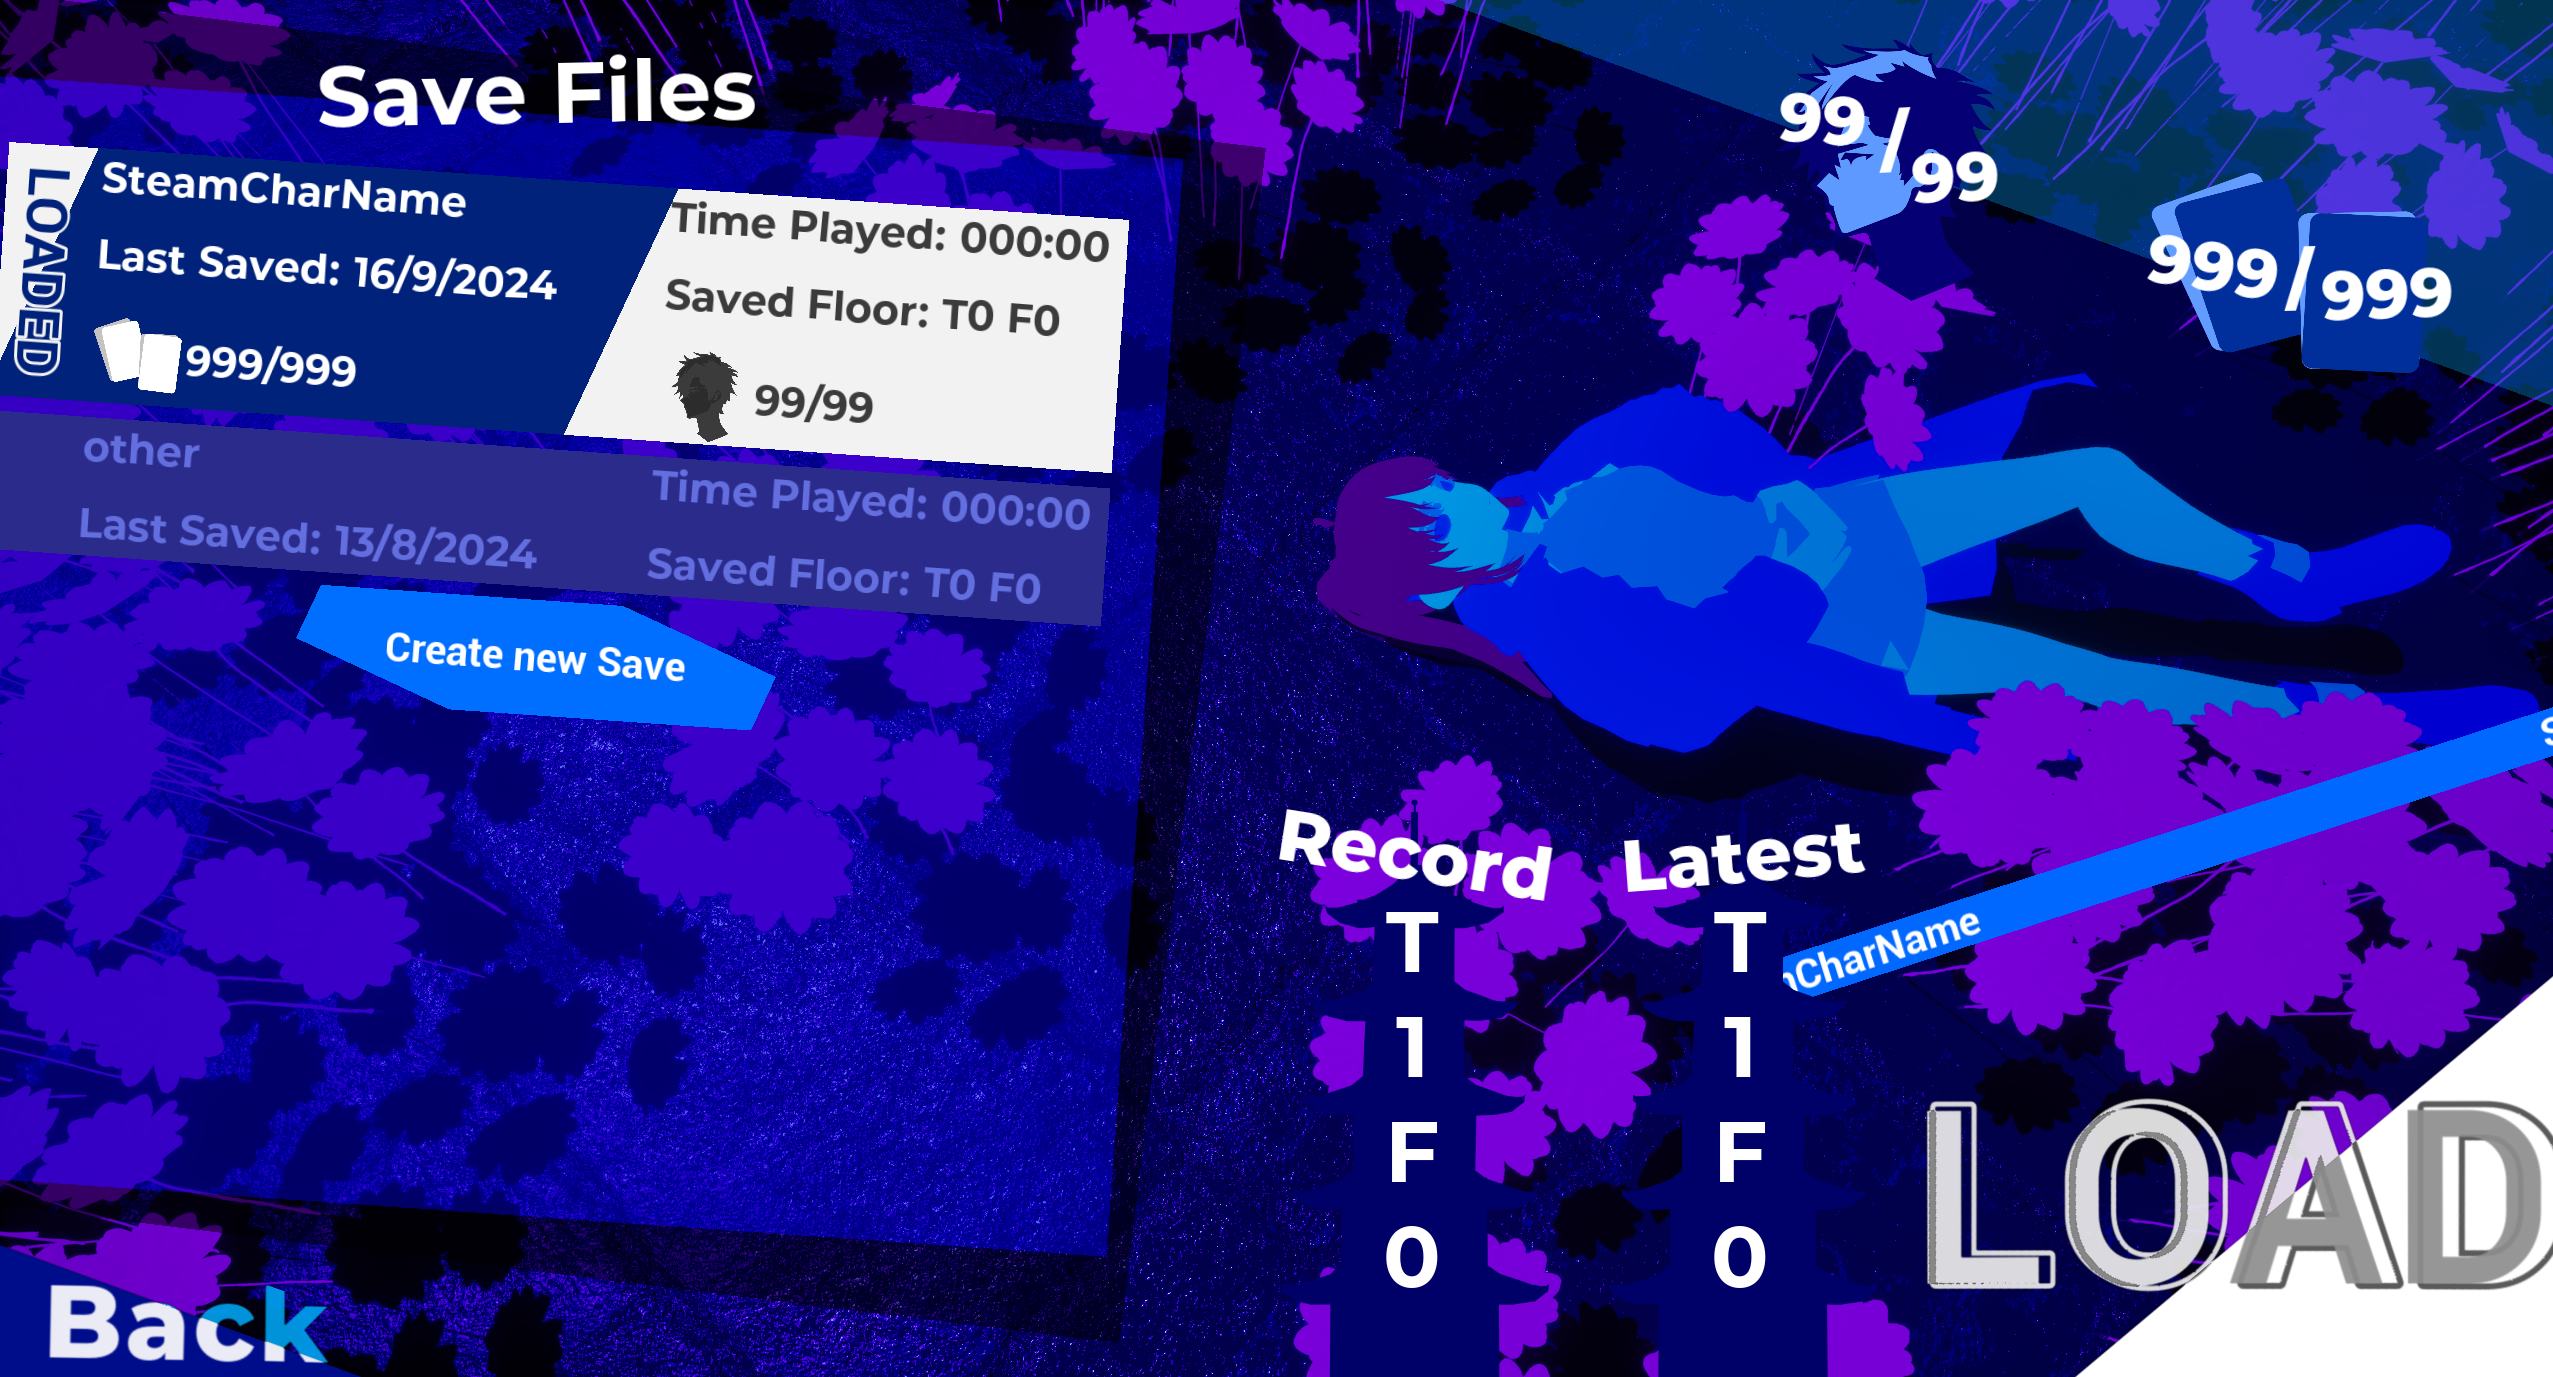 Save Files
LOADED
SteamCharName
Last Saved: 16/9/2024
999/999
Time Played: 000:00
Saved Floor: T0 F0
99/99
other
Last Saved: 13/8/2024
Time Played: 000:00
Saved Floor: T0 F0
Create new Save
Back
99/99
999/999
Record
T
1
F
0
Latest
T
1
F
0
CharName
S
LOAD